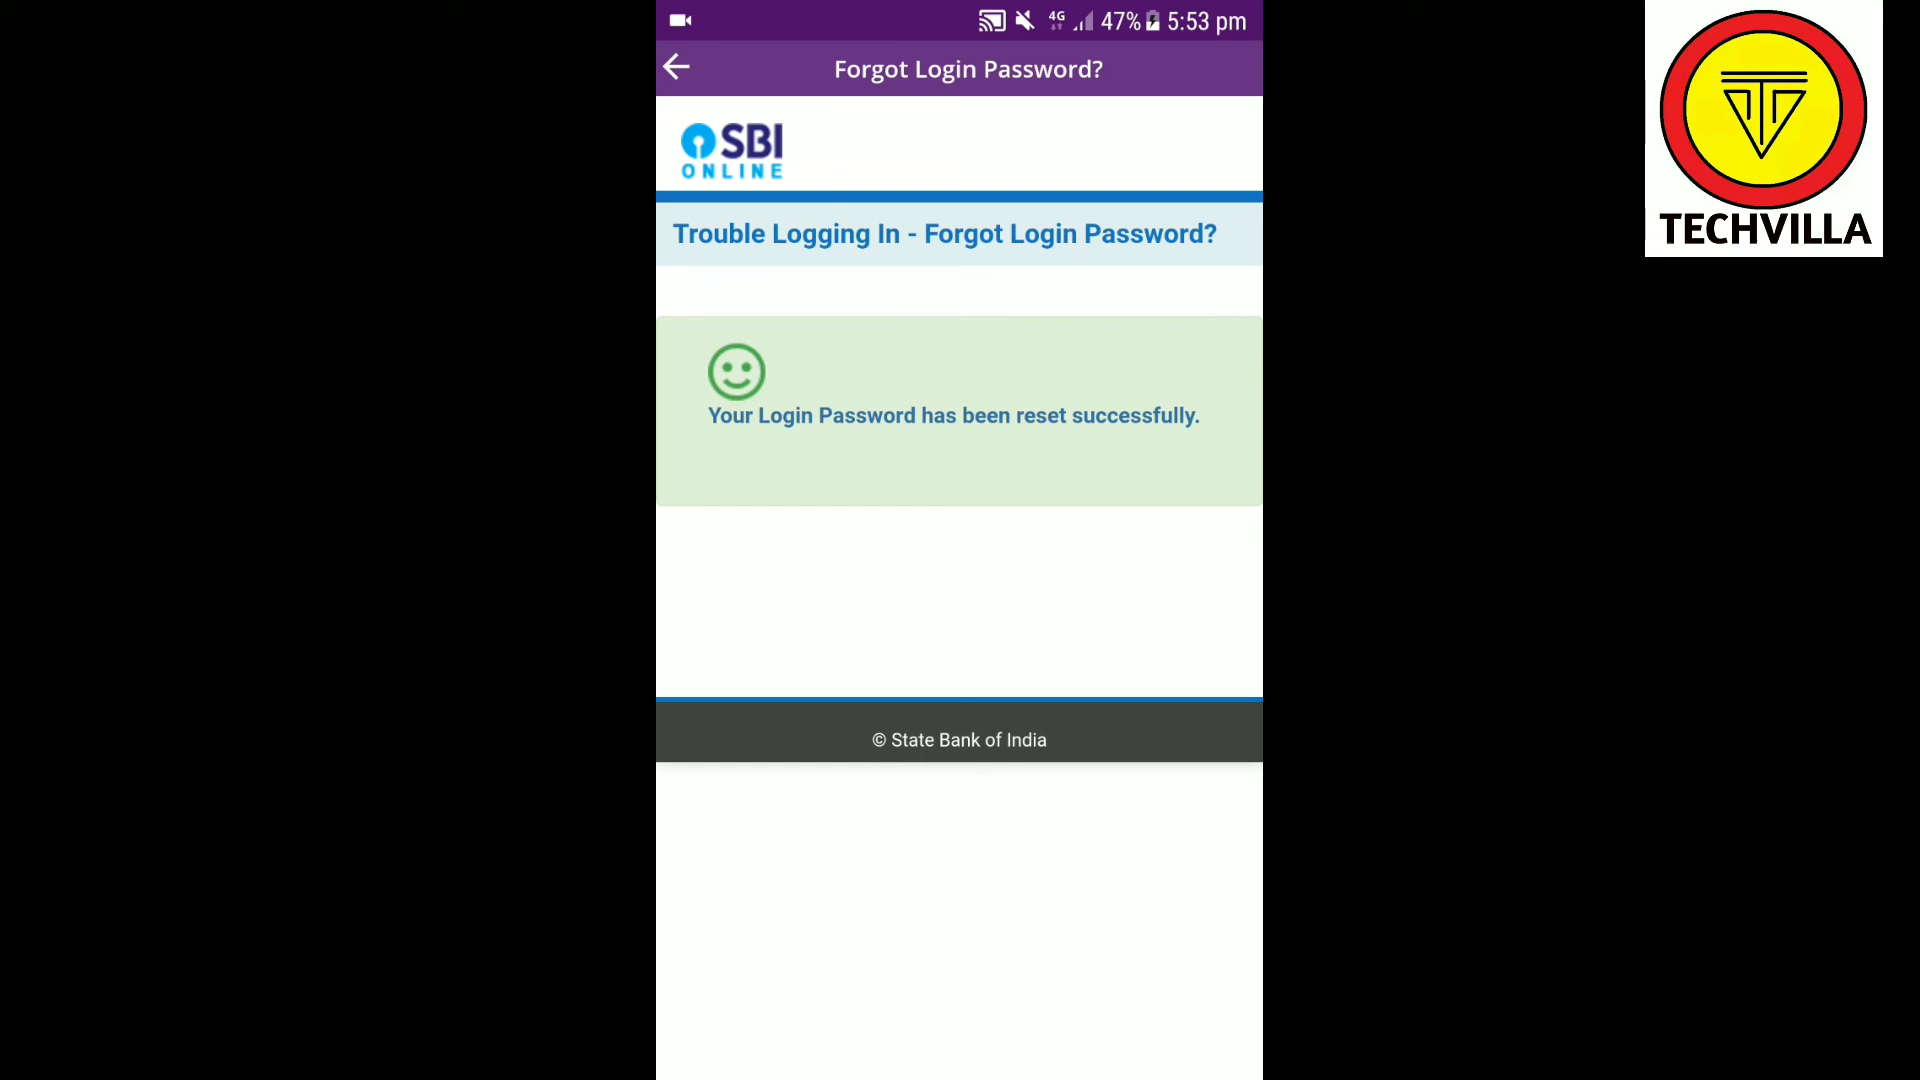 4G 47% 5:53 pm
Forgot Login Password?
SBI
ONLINE
Trouble Logging In - Forgot Login Password?
Your Login Password has been reset successfully.
© State Bank of India
TECHVILLA